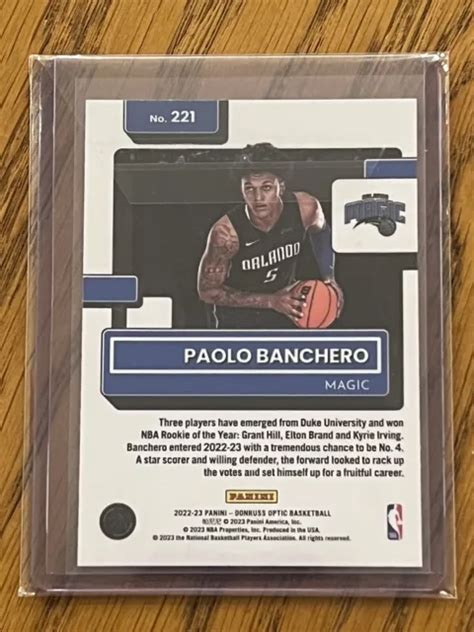 No. 221
MAGIC
ORLANDO
5
PAOLO BANCHERO
MAGIC
Three players have emerged from Duke University and won
NBA Rookie of the Year: Grant Hill, Elton Brand and Kyrie Irving.
Banchero entered 2022-23 with a tremendous chance to be No. 4.
A star scorer and willing defender, the forward looked to rack up
the votes and set himself up for a fruitful career.
PANINI
2022-23 PANINI – DONRUSS OPTIC BASKETBALL
帕尼尼 © 2023 Panini America, Inc.
© 2023 NBA Properties, Inc. Produced in the USA.
© 2023 the National Basketball Players Association. All rights reserved.